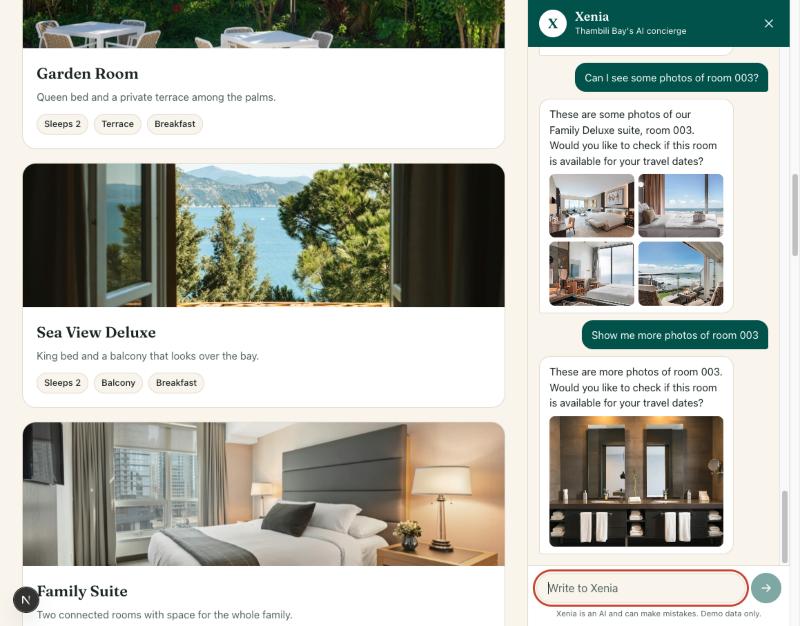 Garden Room
Queen bed and a private terrace among the palms.
Sleeps 2
Terrace
Breakfast
Sea View Deluxe
King bed and a balcony that looks over the bay.
Sleeps 2
Balcony
Breakfast
Family Suite
Two connected rooms with space for the whole family.
N
X
Xenia
Thambili Bay's AI concierge
Can I see some photos of room 003?
These are some photos of our
Family Deluxe suite, room 003.
Would you like to check if this room
is available for your travel dates?
Show me more photos of room 003
These are more photos of room 003.
Would you like to check if this room
is available for your travel dates?
Write to Xenia
Xenia is an AI and can make mistakes. Demo data only.